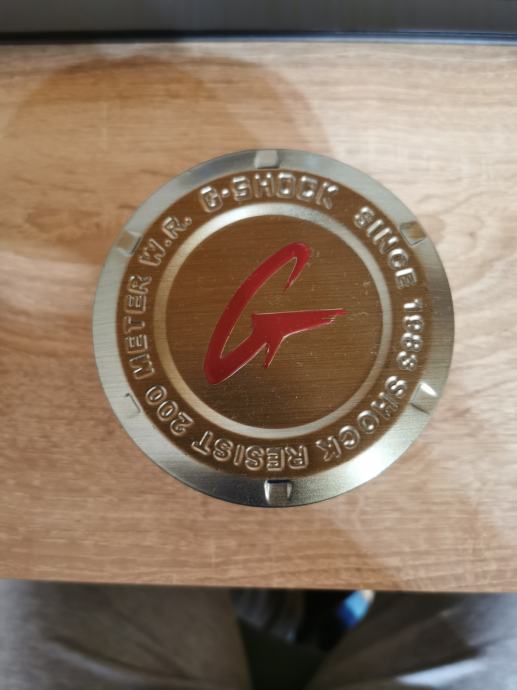 G-SHOCK SINCE 1983 SHOCK RESIST 200 METER W.R.
G